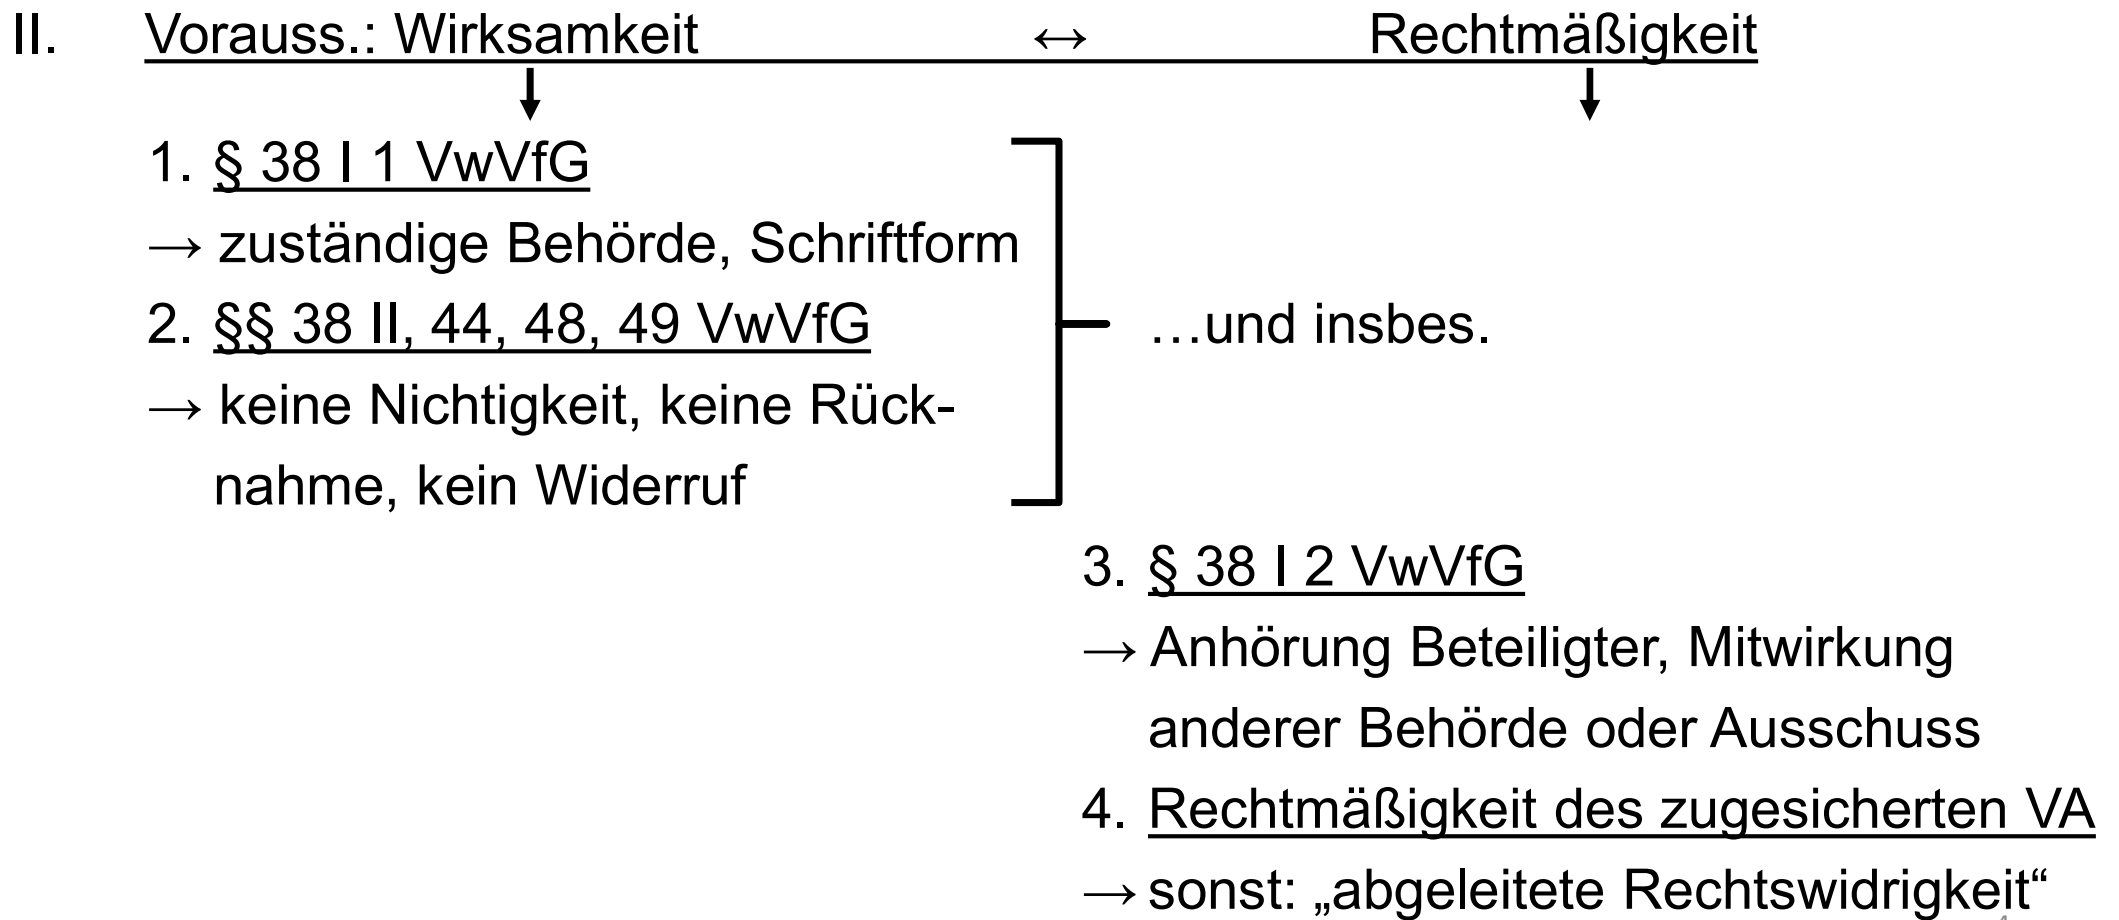 II. Vorauss.: Wirksamkeit ↔ Rechtmäßigkeit
1. § 38 I 1 VwVfG
→ zuständige Behörde, Schriftform
2. §§ 38 II, 44, 48, 49 VwVfG
…und insbes.
→ keine Nichtigkeit, keine Rück-
nahme, kein Widerruf
3. § 38 I 2 VwVfG
→ Anhörung Beteiligter, Mitwirkung
anderer Behörde oder Ausschuss
4. Rechtmäßigkeit des zugesicherten VA
→ sonst: „abgeleitete Rechtswidrigkeit“